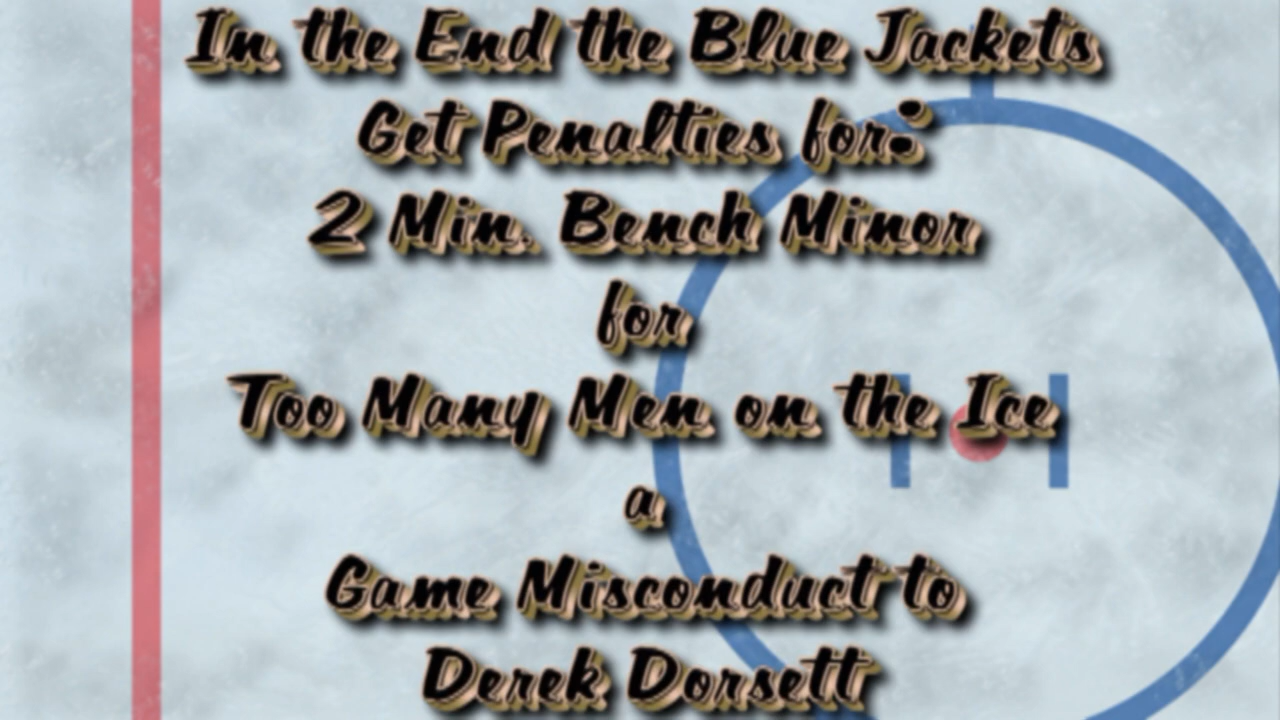 In the End the Blue Jackets
Get Penalties for:
2 Min. Bench Minor
for
Too Many Men on the Ice
a
Game Misconduct to
Derek Dorsett